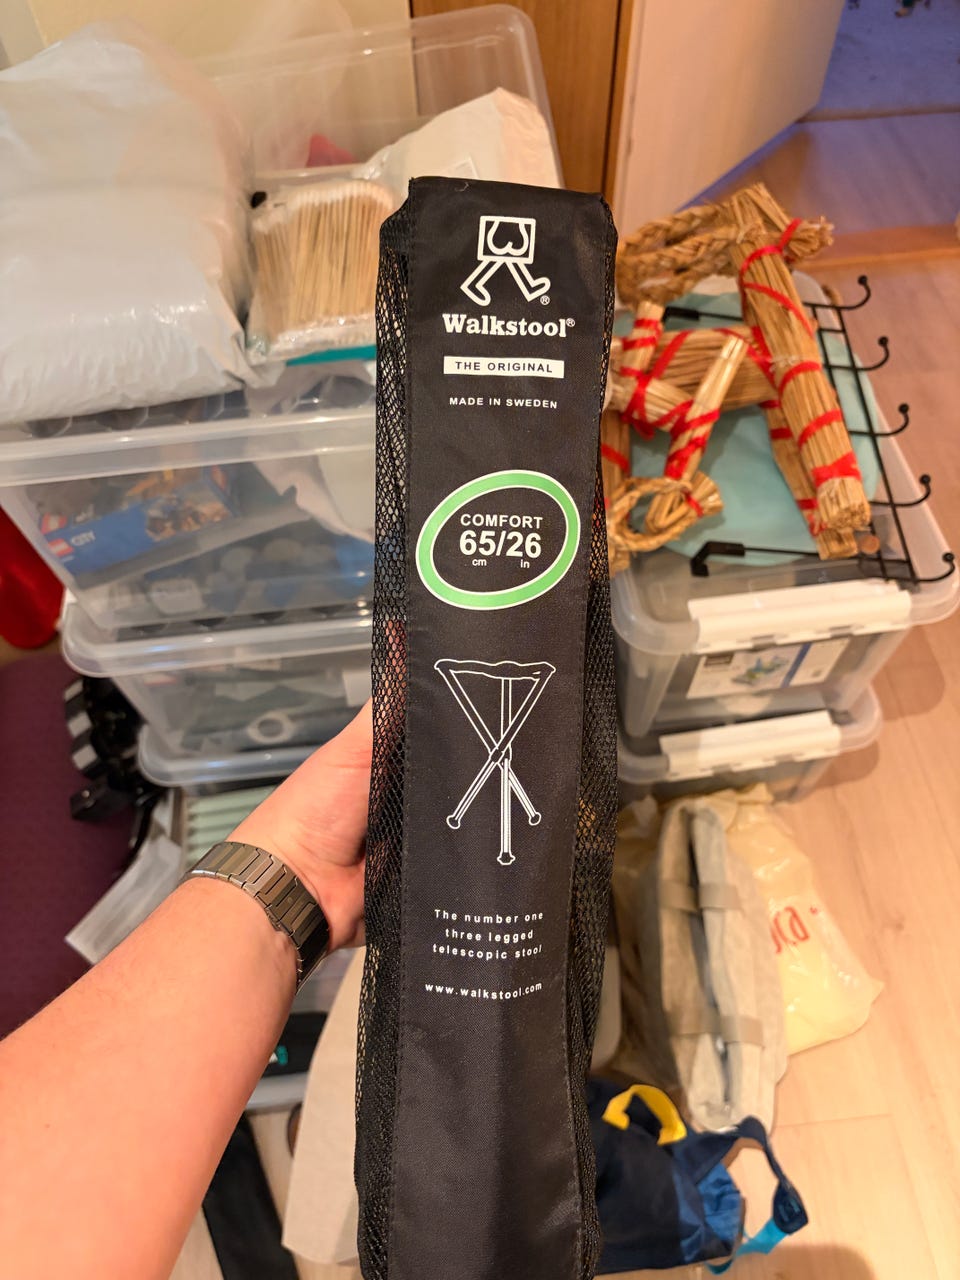 Walkstool®
THE ORIGINAL
MADE IN SWEDEN
COMFORT
65/26
cm in
The number one
three legged
telescopic stool
www.walkstool.com
CITY